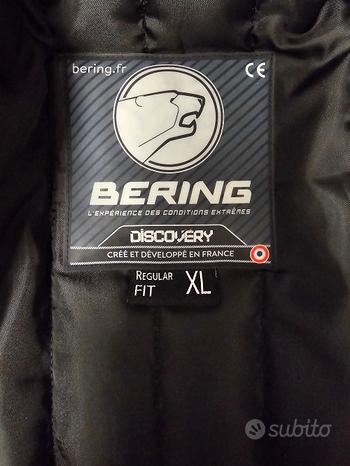 bering.fr CE
BERING
L'EXPÉRIENCE DES CONDITIONS EXTRÊMES
DISCOVERY
CRÉÉ ET DÉVELOPPÉ EN FRANCE
REGULAR
FIT XL
subito